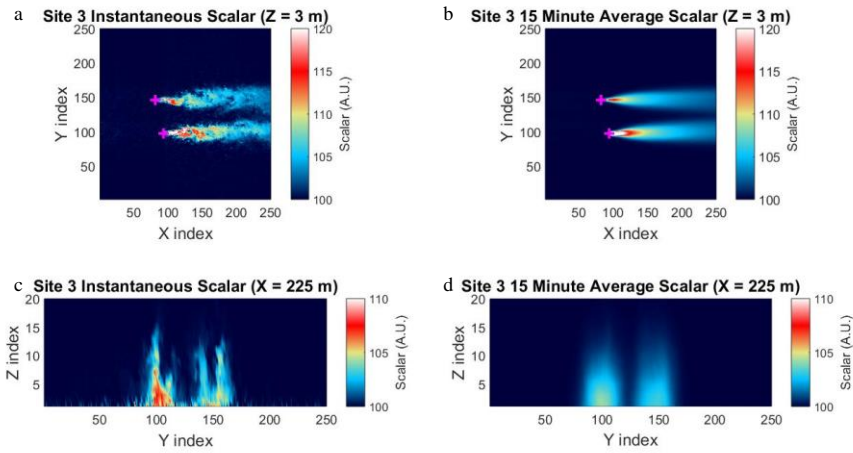 a
Site 3 Instantaneous Scalar (Z = 3 m)
250
200
150
100
50
50 100 150 200 250
Y index
X index
120
115
110
105
100
Scalar (A.U.)
b
Site 3 15 Minute Average Scalar (Z = 3 m)
250
200
150
100
50
50 100 150 200 250
Y index
X index
120
115
110
105
100
Scalar (A.U.)
c
Site 3 Instantaneous Scalar (X = 225 m)
20
15
10
5
50 100 150 200 250
Z index
Y index
110
105
100
Scalar (A.U.)
d
Site 3 15 Minute Average Scalar (X = 225 m)
20
15
10
5
50 100 150 200 250
Z index
Y index
110
105
100
Scalar (A.U.)